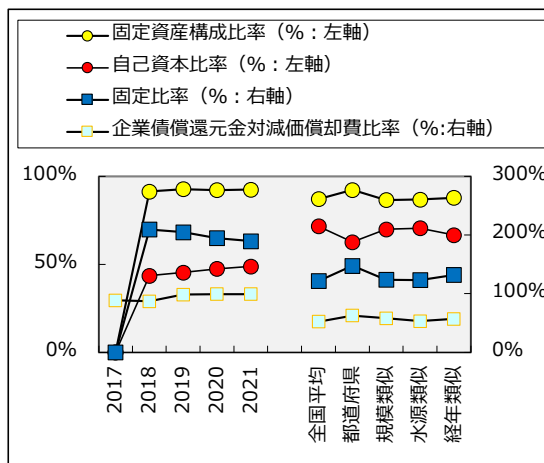 固定資産構成比率（%：左軸）
自己資本比率（%：左軸）
固定比率（%：右軸）
企業債償還元金対減価償却費比率（%:右軸）
100%
50%
0%
300%
200%
100%
0%
2017
2018
2019
2020
2021
全国平均
都道府県
規模類似
水源類似
経年類似